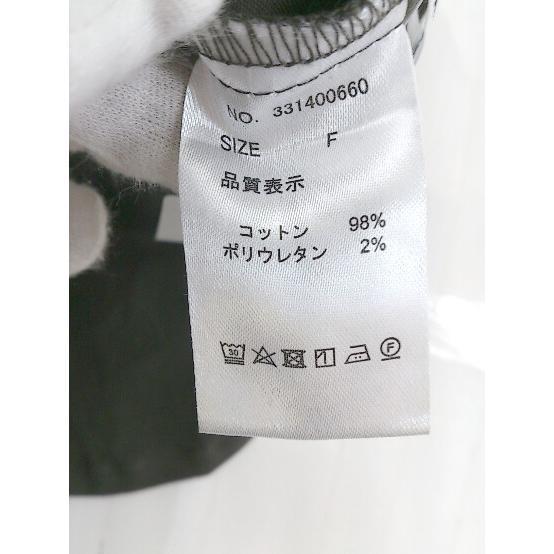 NO. 331400660
SIZE F
品質表示
コットン 98%
ポリウレタン 2%
30 F